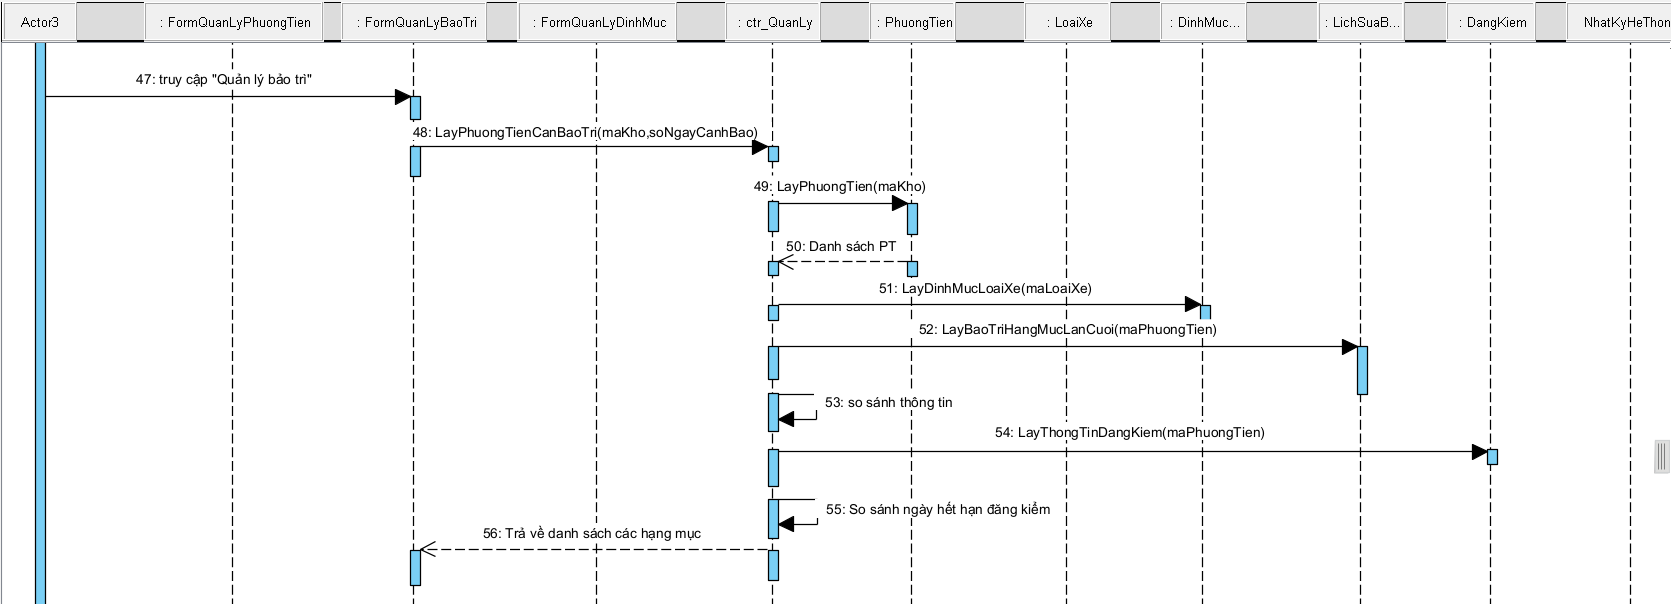 Actor3
: FormQuanLyPhuongTien
: FormQuanLyBaoTri
: FormQuanLyDinhMuc
: ctr_QuanLy
: PhuongTien
: LoaiXe
: DinhMuc...
: LichSuaB...
: DangKiem
NhatKyHeThon
47: truy cập "Quản lý bảo trì"
48: LayPhuongTienCanBaoTri(maKho,soNgayCanhBao)
49: LayPhuongTien(maKho)
50: Danh sách PT
51: LayDinhMucLoaiXe(maLoaiXe)
52: LayBaoTriHangMucLanCuoi(maPhuongTien)
53: so sánh thông tin
54: LayThongTinDangKiem(maPhuongTien)
55: So sánh ngày hết hạn đăng kiểm
56: Trả về danh sách các hạng mục